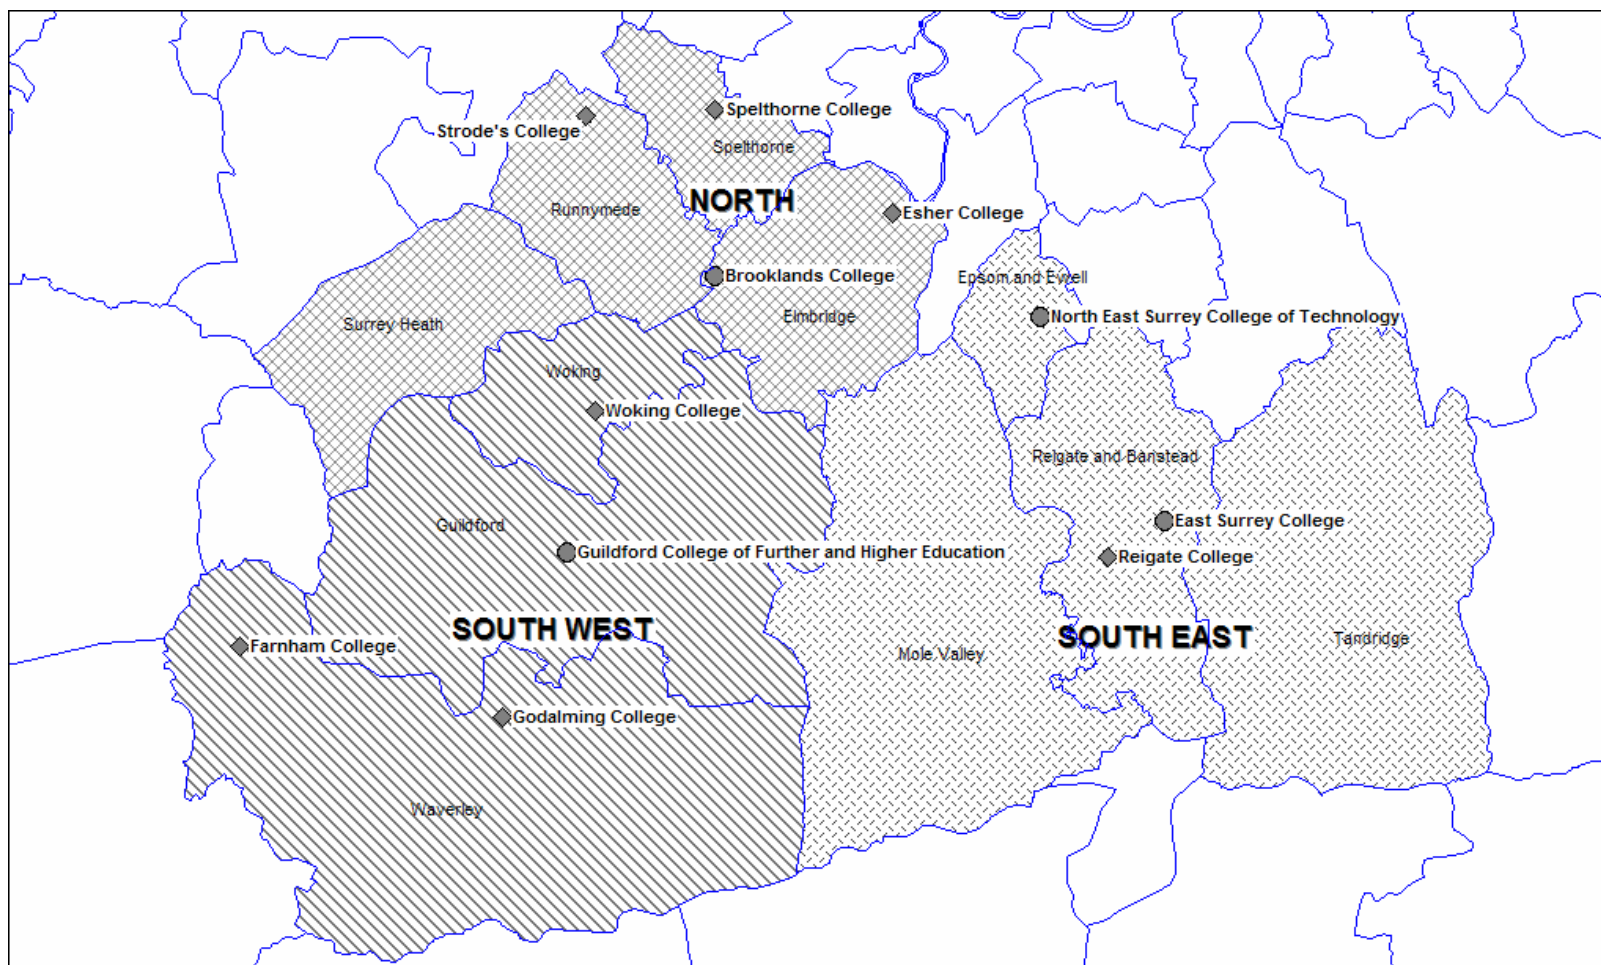 Spelthorne College
Strode's College
Spelthorne
NORTH
Runnymede
Esher College
Brooklands College
Epsom and Ewell
Surrey Heath
Elmbridge
North East Surrey College of Technology
Woking
Woking College
Reigate and Banstead
Guildford
East Surrey College
Guildford College of Further and Higher Education
Reigate College
SOUTH WEST
SOUTH EAST
Tandridge
Farnham College
Mole Valley
Godalming College
Waverley